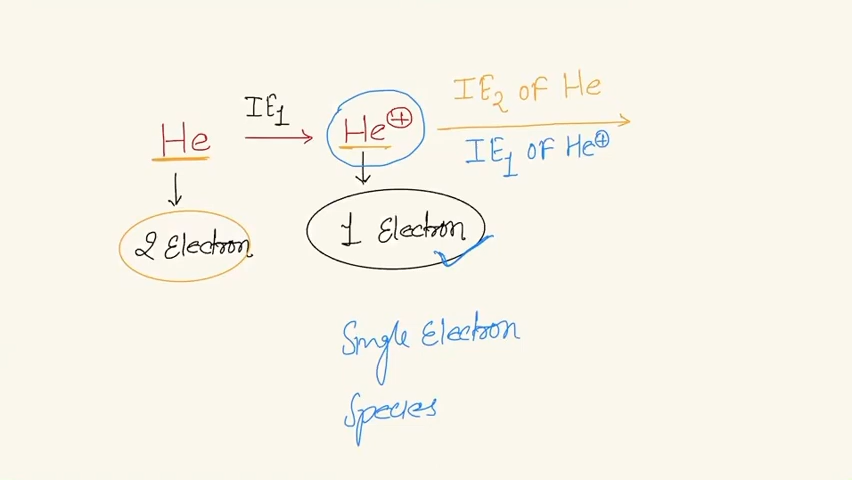 He
IE₁
He⊕
IE₂ of He
IE₁ of He⊕
2 Electron
1 Electron
Single Electron
Species